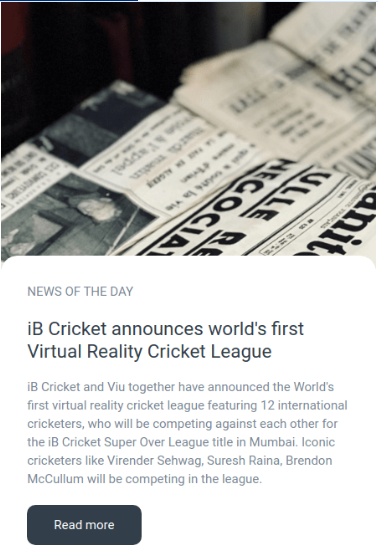 NEGOCIA
NEWS OF THE DAY
iB Cricket announces world's first
Virtual Reality Cricket League
iB Cricket and Viu together have announced the World's
first virtual reality cricket league featuring 12 international
cricketers, who will be competing against each other for
the iB Cricket Super Over League title in Mumbai. Iconic
cricketers like Virender Sehwag, Suresh Raina, Brendon
McCullum will be competing in the league.
Read more